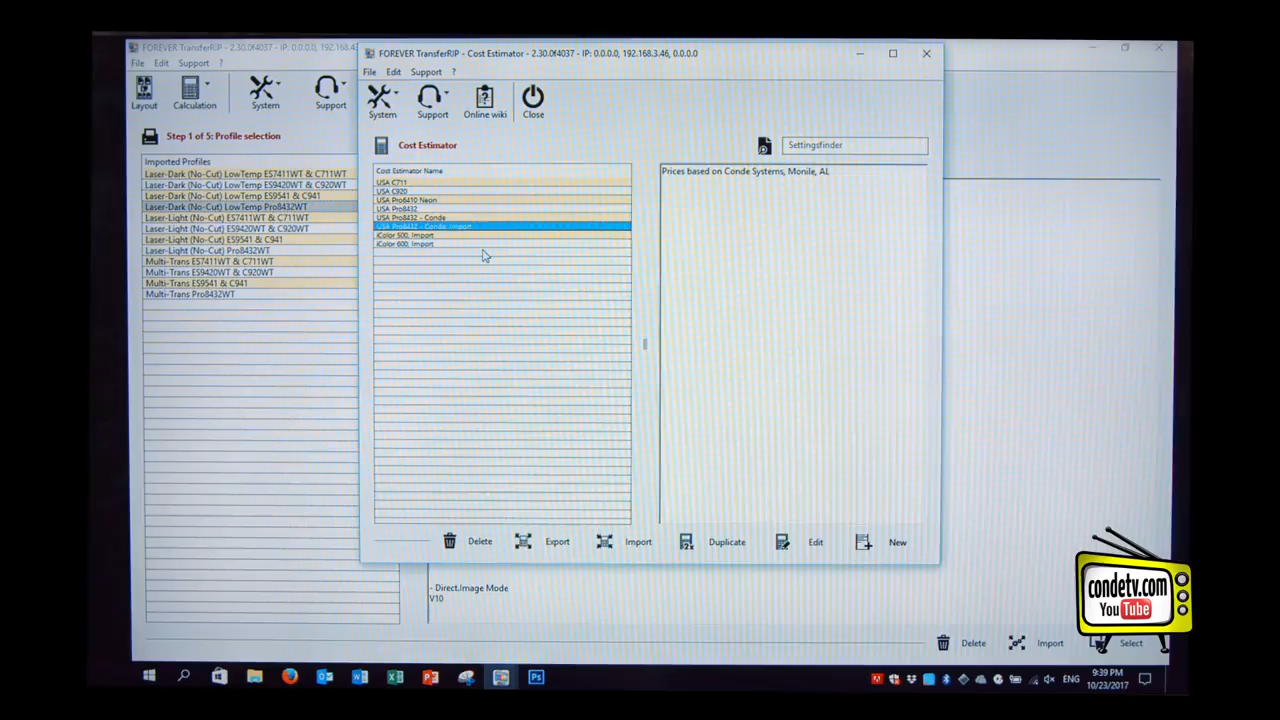 FOREVER TransferRIP - 2.30.0f4037 - IP: 0.0.0.0, 192.168.3.4
File Edit Support ?
Layout Calculation System Support
Step 1 of 5: Profile selection
Imported Profiles
Laser-Dark (No-Cut) LowTemp ES7411WT & C711WT
Laser-Dark (No-Cut) LowTemp ES9420WT & C920WT
Laser-Dark (No-Cut) LowTemp ES9541 & C941
Laser-Dark (No-Cut) LowTemp Pro8432WT
Laser-Light (No-Cut) ES7411WT & C711WT
Laser-Light (No-Cut) ES9420WT & C920WT
Laser-Light (No-Cut) ES9541 & C941
Laser-Light (No-Cut) Pro8432WT
Multi-Trans ES7411WT & C711WT
Multi-Trans ES9420WT & C920WT
Multi-Trans ES9541 & C941
Multi-Trans Pro8432WT
FOREVER TransferRIP - Cost Estimator - 2.30.0f4037 - IP: 0.0.0.0, 192.168.3.46, 0.0.0.0
File Edit Support ?
System Support Online wiki Close
Cost Estimator
Settingsfinder
Cost Estimator Name
USA C711
USA C920
USA Pro6410 Neon
USA Pro8432
USA Pro8432 - Conde
USA Pro8432 - Conde, Import
iColor 500, Import
iColor 600, Import
Prices based on Conde Systems, Monile, AL
Delete Export Import Duplicate Edit New
- Direct.Image Mode
V10
Delete Import Select
condetv.com
YouTube
ENG
9:39 PM
10/23/2017